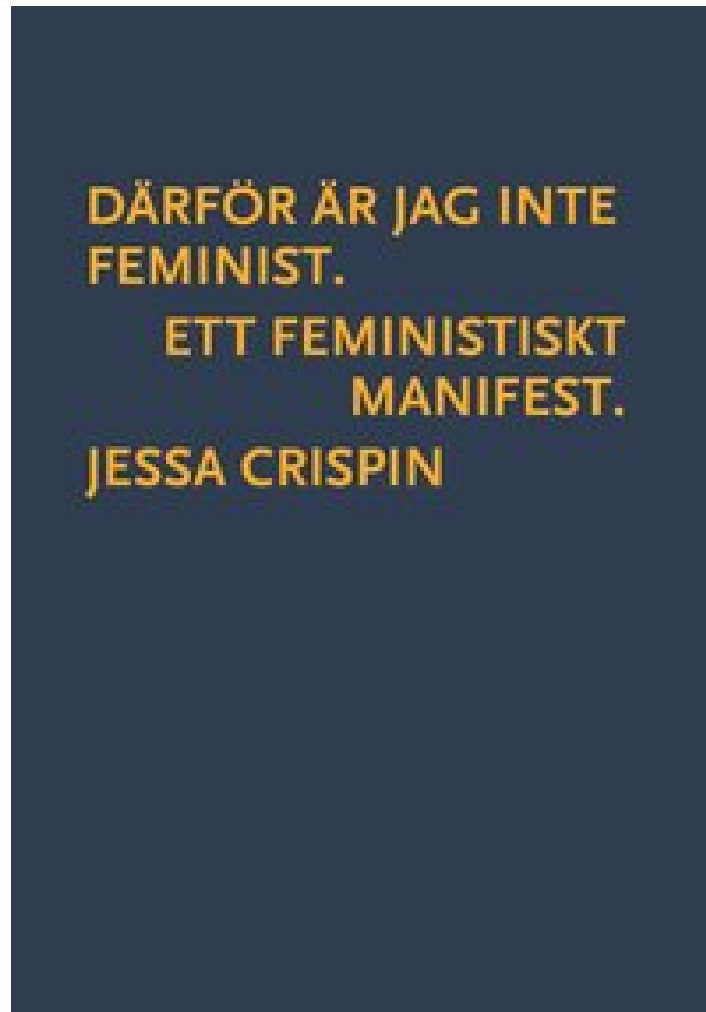 DÄRFÖR ÄR JAG INTE
FEMINIST.
ETT FEMINISTISKT
MANIFEST.
JESSA CRISPIN